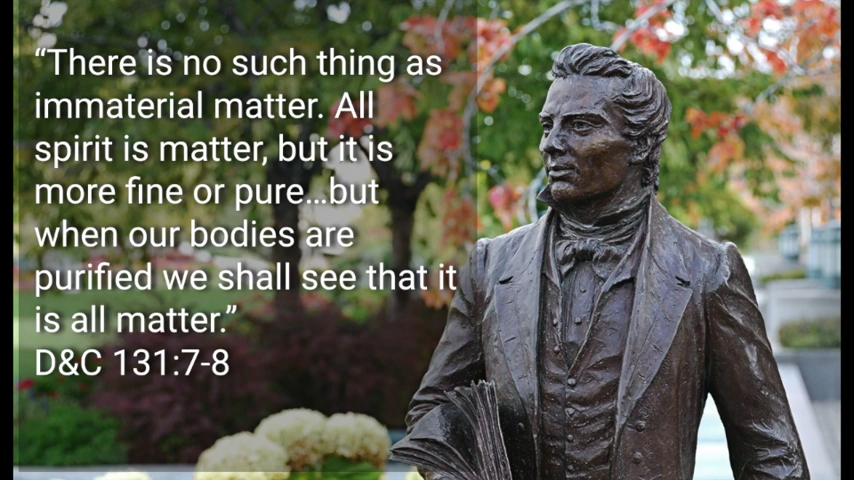 “There is no such thing as
immaterial matter. All
spirit is matter, but it is
more fine or pure...but
when our bodies are
purified we shall see that it
is all matter.”
D&C 131:7-8